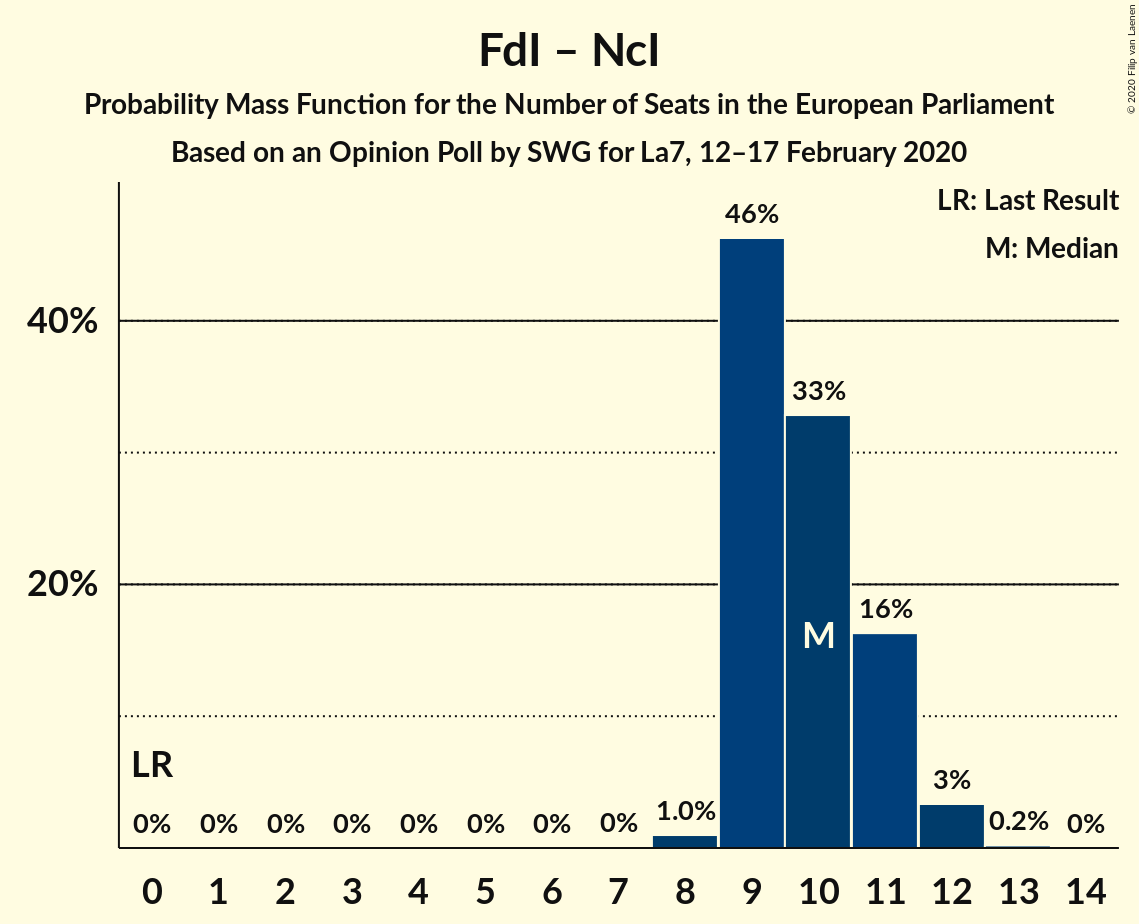 FdI – NcI
Probability Mass Function for the Number of Seats in the European Parliament
Based on an Opinion Poll by SWG for La7, 12–17 February 2020
© 2020 Filip van Laenen
LR: Last Result
M: Median
46%
40%
33%
20%
16%
M
LR
3%
1.0%
0% 0% 0% 0% 0% 0% 0% 0% 0.2% 0%
0 1 2 3 4 5 6 7 8 9 10 11 12 13 14